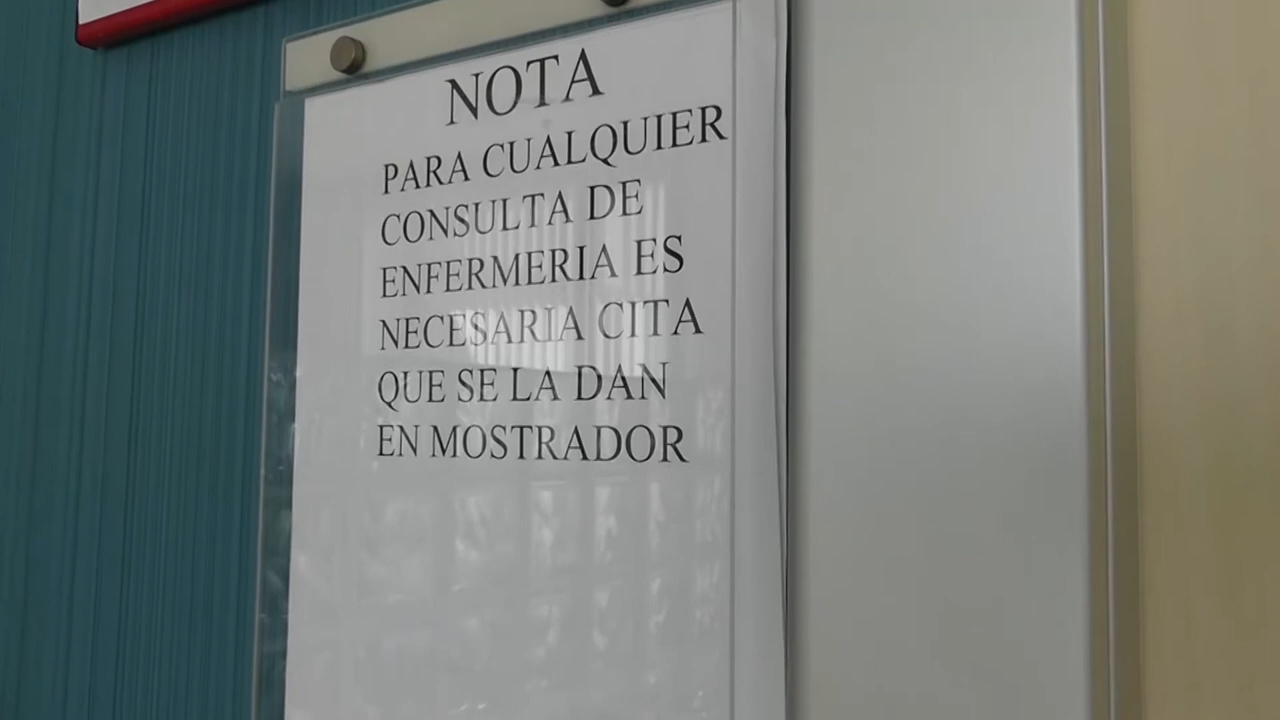 NOTA
PARA CUALQUIER
CONSULTA DE
ENFERMERIA ES
NECESARIA CITA
QUE SE LA DAN
EN MOSTRADOR